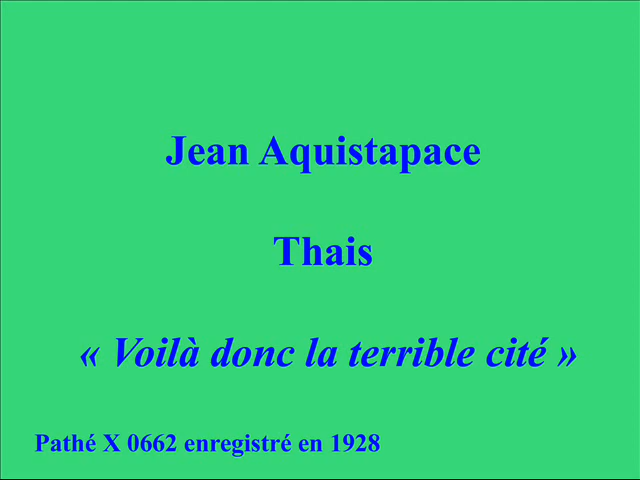 Jean Aquistapace
Thais
« Voilà donc la terrible cité »
Pathé X 0662 enregistré en 1928